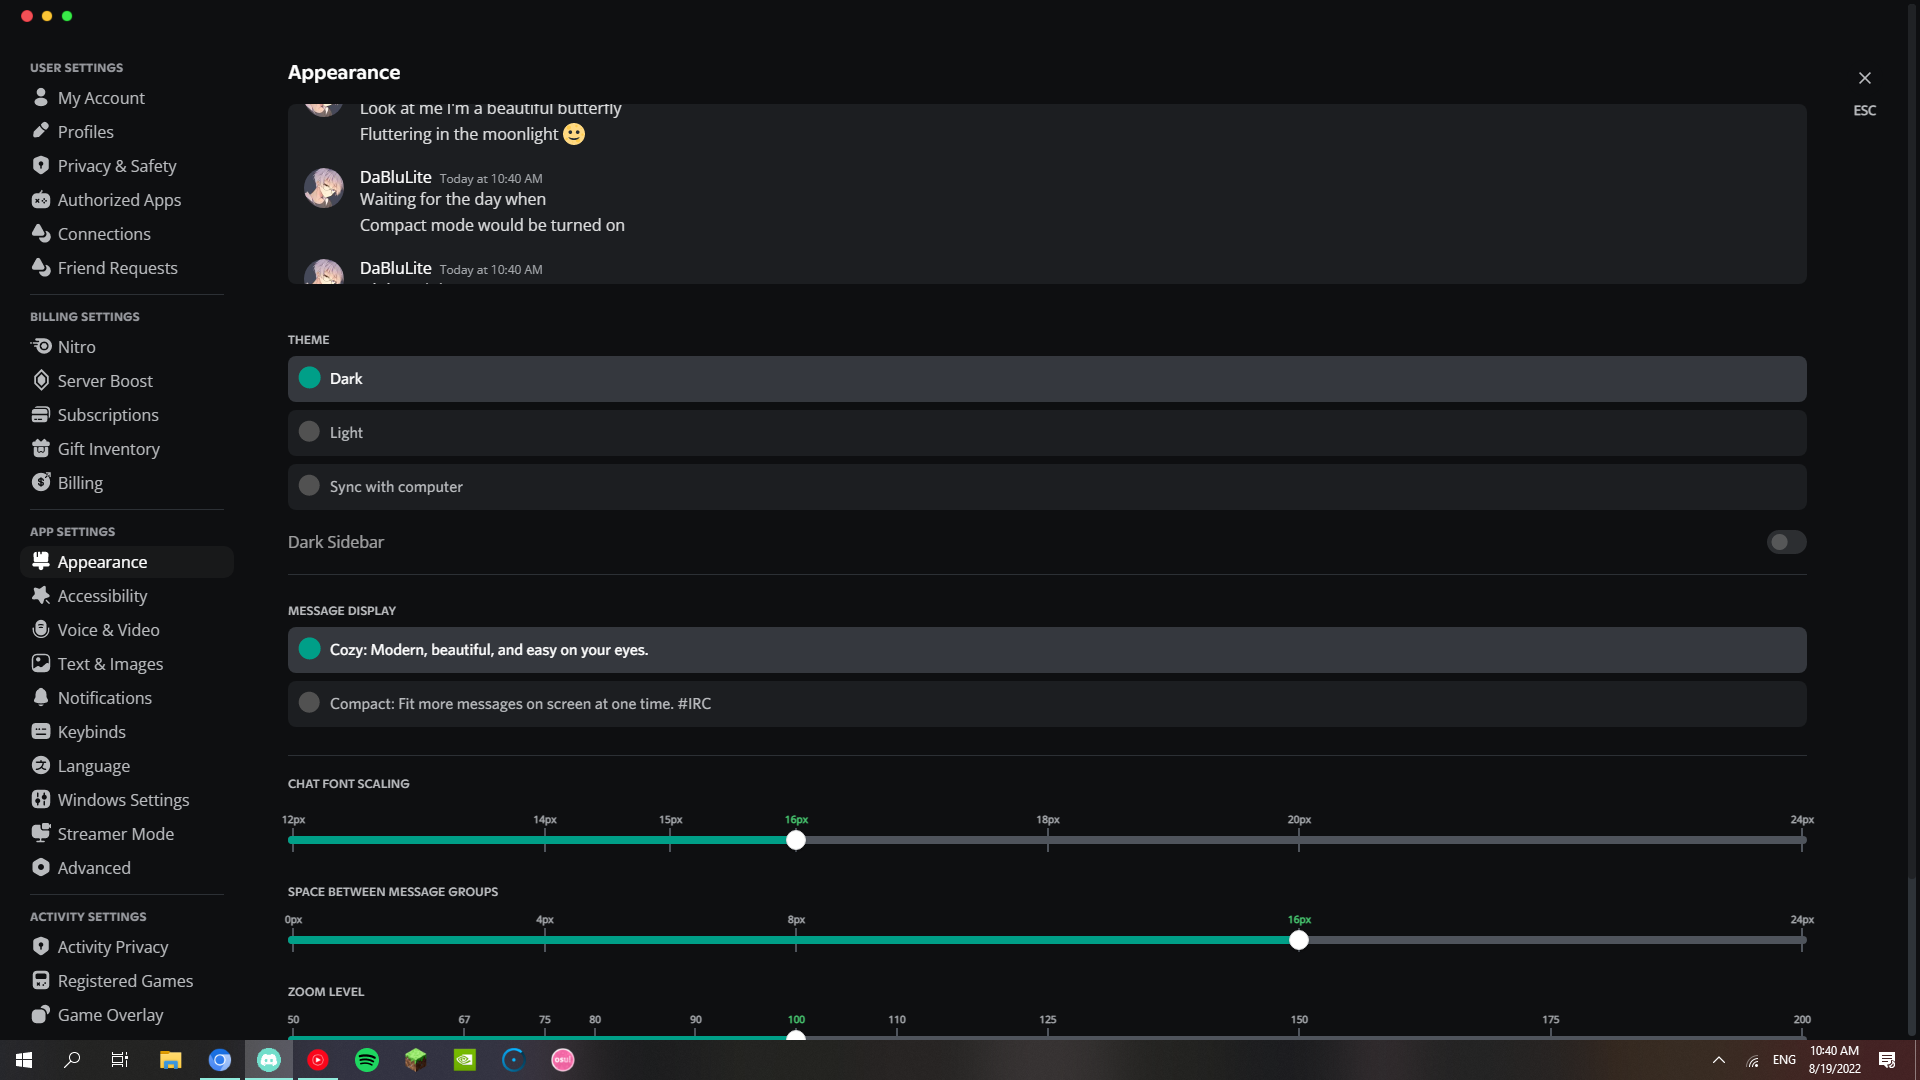 USER SETTINGS
My Account
Profiles
Privacy & Safety
Authorized Apps
Connections
Friend Requests
BILLING SETTINGS
Nitro
Server Boost
Subscriptions
Gift Inventory
Billing
APP SETTINGS
Appearance
Accessibility
Voice & Video
Text & Images
Notifications
Keybinds
Language
Windows Settings
Streamer Mode
Advanced
ACTIVITY SETTINGS
Activity Privacy
Registered Games
Game Overlay
Appearance
ESC
Look at me I'm a beautiful butterfly
Fluttering in the moonlight
DaBluLite Today at 10:40 AM
Waiting for the day when
Compact mode would be turned on
DaBluLite Today at 10:40 AM
THEME
Dark
Light
Sync with computer
Dark Sidebar
MESSAGE DISPLAY
Cozy: Modern, beautiful, and easy on your eyes.
Compact: Fit more messages on screen at one time. #IRC
CHAT FONT SCALING
12px 14px 15px 16px 18px 20px 24px
SPACE BETWEEN MESSAGE GROUPS
0px 4px 8px 16px 24px
ZOOM LEVEL
50 67 75 80 90 100 110 125 150 175 200
osu!
ENG
10:40 AM
8/19/2022